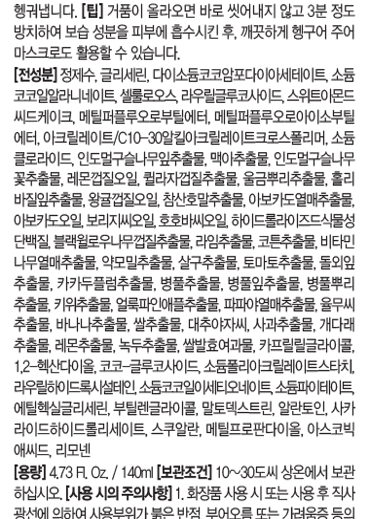 헹궈냅니다. [팁] 거품이 올라오면 바로 씻어내지 않고 3분 정도
방치하여 보습 성분을 피부에 흡수시킨 후, 깨끗하게 헹구어 주어
마스크로도 활용할 수 있습니다.
[전성분] 정제수, 글리세린, 다이소듐코코암포다이아세테이트, 소듐
코코일알라니네이트, 셀룰로오스, 라우릴글루코사이드, 스위트아몬드
씨드케이크, 메틸퍼플루오로부틸에터, 메틸퍼플루오로아이소부틸
에터, 아크릴레이트/C10-30알킬아크릴레이트크로스폴리머, 소듐
클로라이드, 인도멀구슬나무잎추출물, 맥아추출물, 인도멀구슬나무
꽃추출물, 레몬껍질오일, 퀼라자껍질추출물, 울금뿌리추출물, 홀리
바질잎추출물, 왕귤껍질오일, 참산호말추출물, 아보카도열매추출물,
아보카도오일, 보리지씨오일, 호호바씨오일, 하이드롤라이즈드식물성
단백질, 블랙윌로우나무껍질추출물, 라임추출물, 코튼추출물, 비타민
나무열매추출물, 약모밀추출물, 살구추출물, 토마토추출물, 돌외잎
추출물, 카카두플럼추출물, 병풀추출물, 병풀잎추출물, 병풀뿌리
추출물, 키위추출물, 얼룩파인애플추출물, 파파야열매추출물, 율무씨
추출물, 바나나추출물, 쌀추출물, 대추야자씨, 사과추출물, 개다래
추출물, 레몬추출물, 녹두추출물, 쌀발효여과물, 카프릴릴글라이콜,
1,2-헥산다이올, 코코-글루코사이드, 소듐폴리아크릴레이트스타치,
라우릴하이드록시설테인, 소듐코코일이세티오네이트, 소듐파이테이트,
에틸헥실글리세린, 부틸렌글라이콜, 말토덱스트린, 알란토인, 사카
라이드하이드롤리세이트, 스쿠알란, 메틸프로판다이올, 아스코빅
애씨드, 리모넨
[용량] 4.73 Fl. Oz. / 140ml [보관조건] 10~30도씨 상온에서 보관
하십시오. [사용 시의 주의사항] 1. 화장품 사용 시 또는 사용 후 직사
광선에 의하여 사용부위가 붉은 반점, 부어오름 또는 가려움증 등의